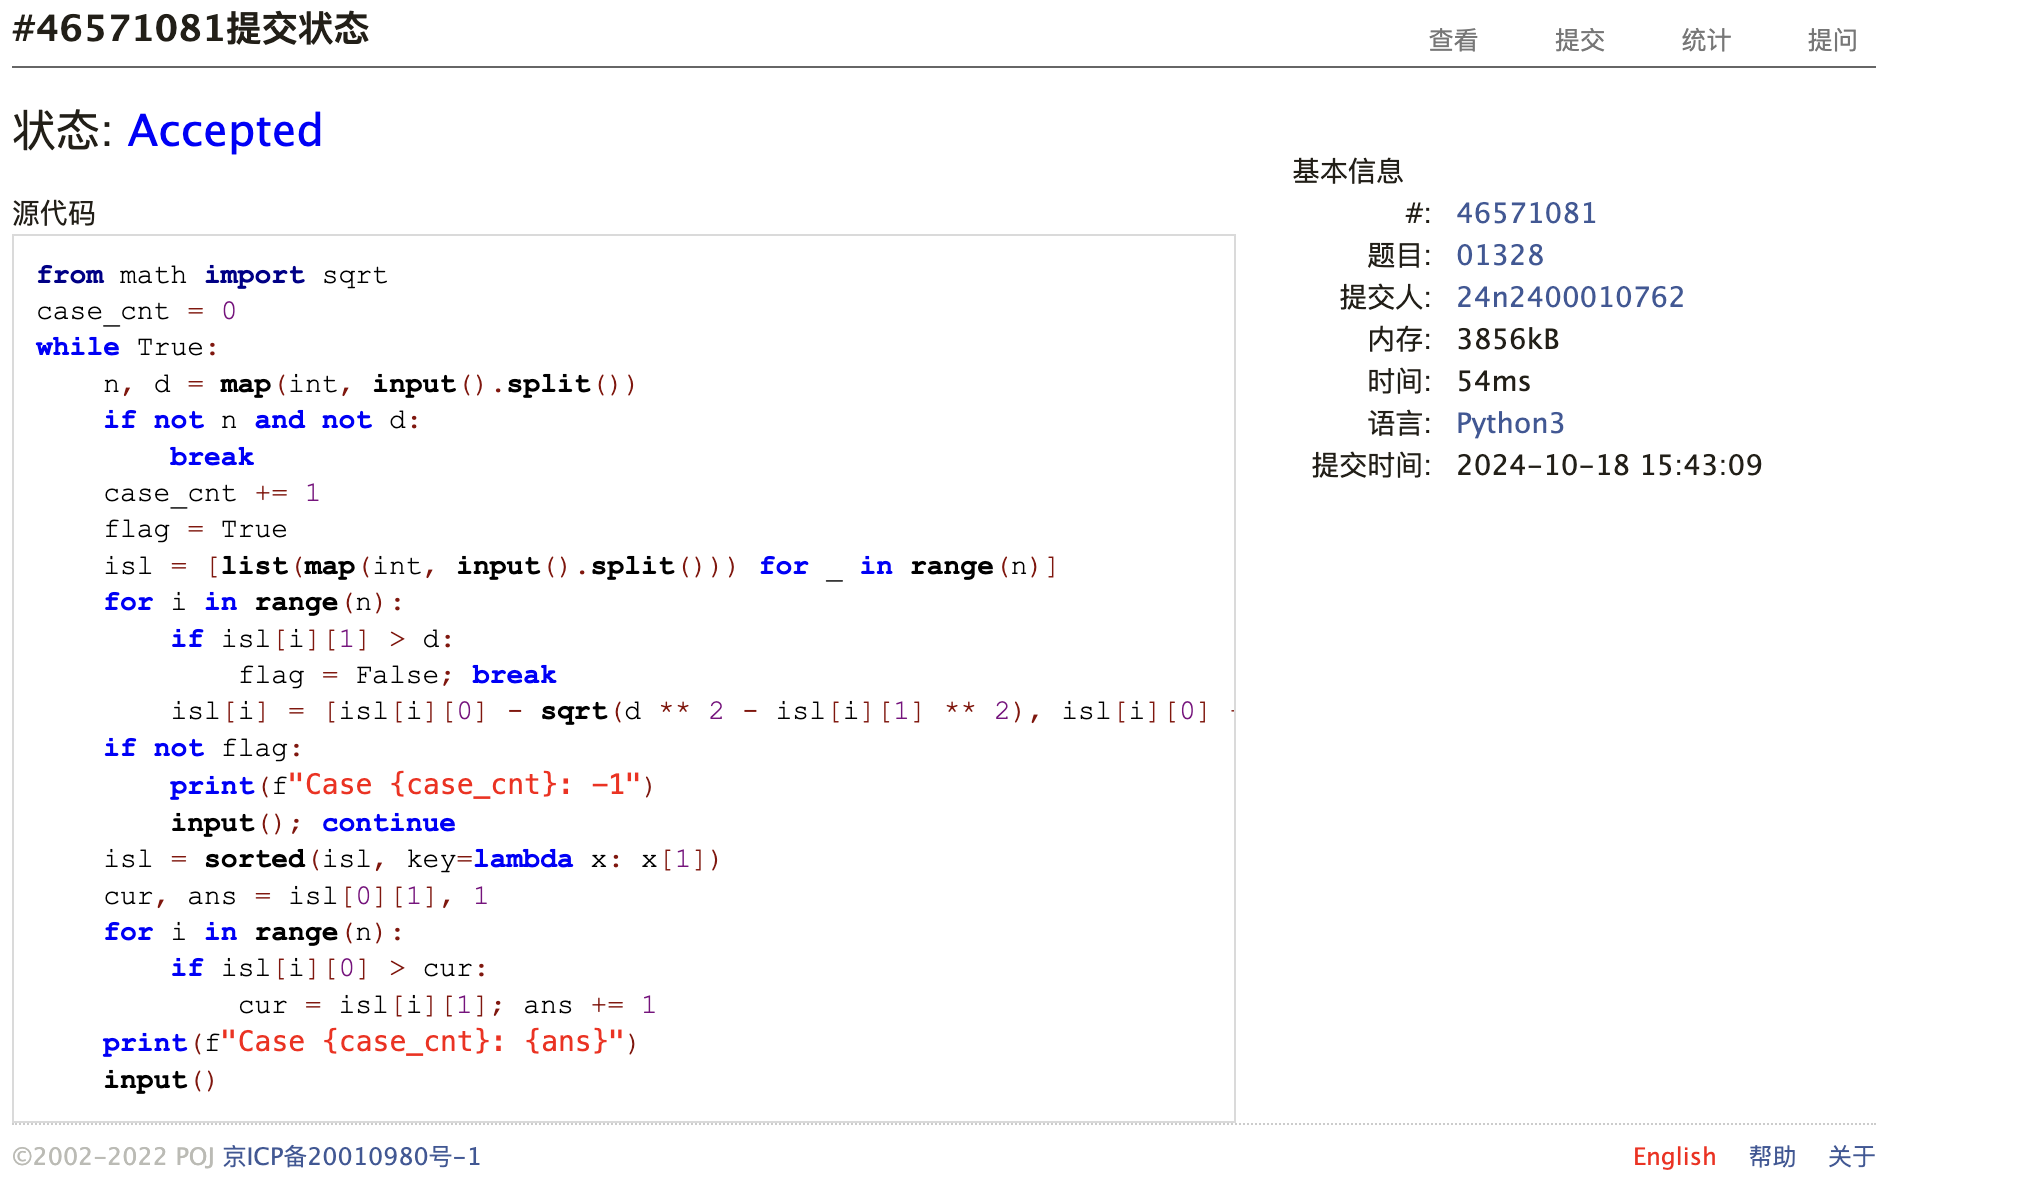 #46571081提交状态
查看 提交 统计 提问
状态: Accepted
源代码
from math import sqrt
case_cnt = 0
while True:
    n, d = map(int, input().split())
    if not n and not d:
        break
    case_cnt += 1
    flag = True
    isl = [list(map(int, input().split())) for _ in range(n)]
    for i in range(n):
        if isl[i][1] > d:
            flag = False; break
        isl[i] = [isl[i][0] - sqrt(d ** 2 - isl[i][1] ** 2), isl[i][0]
    if not flag:
        print(f"Case {case_cnt}: -1")
        input(); continue
    isl = sorted(isl, key=lambda x: x[1])
    cur, ans = isl[0][1], 1
    for i in range(n):
        if isl[i][0] > cur:
            cur = isl[i][1]; ans += 1
    print(f"Case {case_cnt}: {ans}")
    input()
基本信息
#: 46571081
题目: 01328
提交人: 24n2400010762
内存: 3856kB
时间: 54ms
语言: Python3
提交时间: 2024-10-18 15:43:09
©2002-2022 POJ 京ICP备20010980号-1
English 帮助 关于